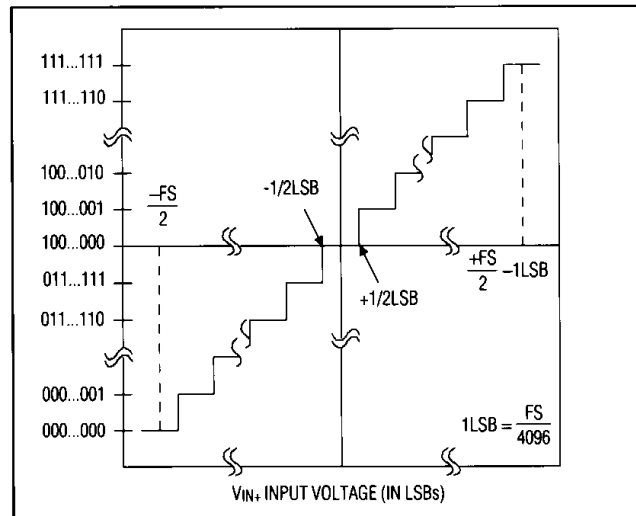 111...111
111...110
100...010
100...001
100...000
011...111
011...110
000...001
000...000
–FS
2
-1/2LSB
+1/2LSB
+FS
2
–1LSB
1LSB = FS
4096
VIN+ INPUT VOLTAGE (IN LSBs)